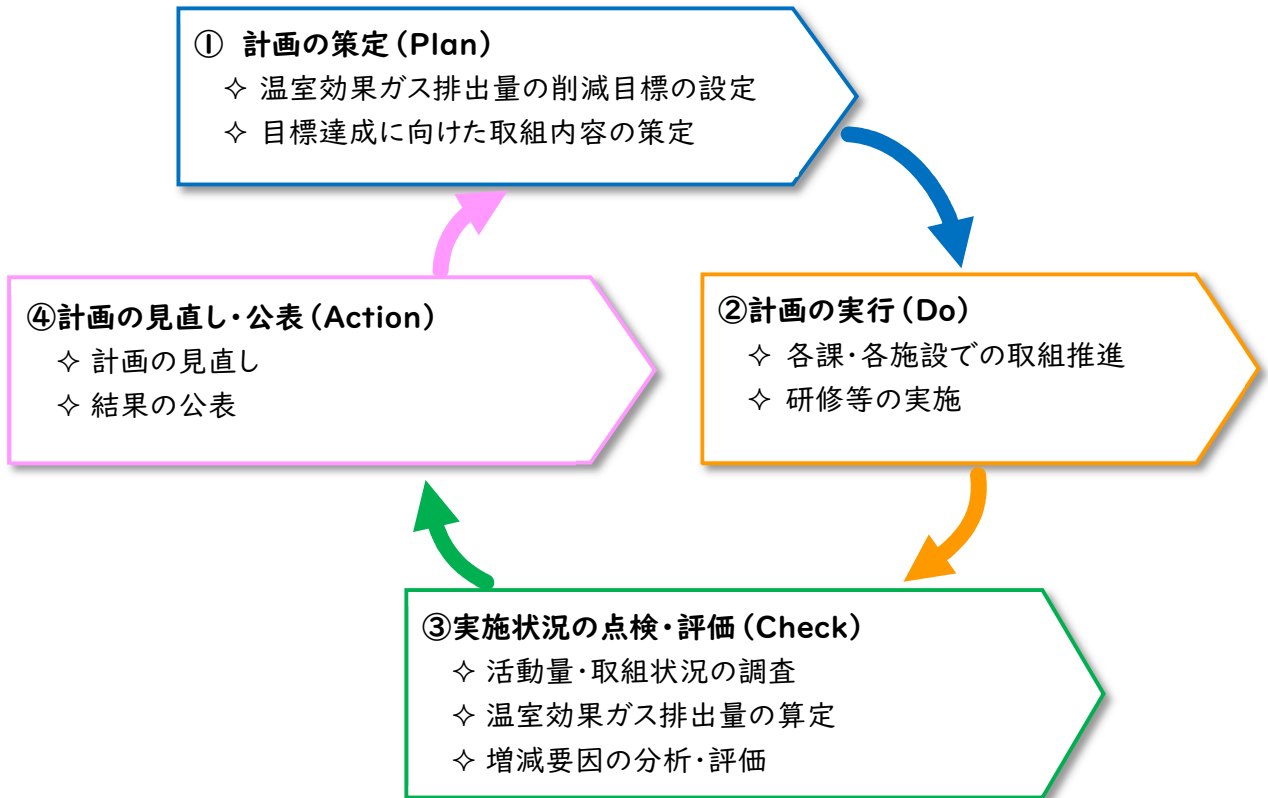 ① 計画の策定(Plan)
✧ 温室効果ガス排出量の削減目標の設定
✧ 目標達成に向けた取組内容の策定
②計画の実行(Do)
✧ 各課・各施設での取組推進
✧ 研修等の実施
③実施状況の点検・評価(Check)
✧ 活動量・取組状況の調査
✧ 温室効果ガス排出量の算定
✧ 増減要因の分析・評価
④計画の見直し・公表(Action)
✧ 計画の見直し
✧ 結果の公表